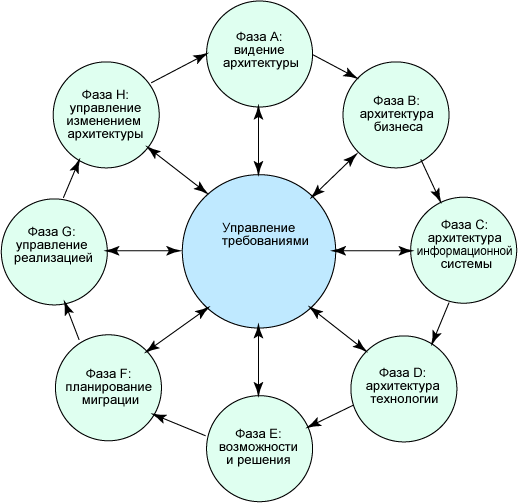 Фаза A:
видение
архитектуры
Фаза B:
архитектура
бизнеса
Фаза C:
архитектура
информационной
системы
Фаза D:
архитектура
технологии
Фаза E:
возможности
и решения
Фаза F:
планирование
миграции
Фаза G:
управление
реализацией
Фаза H:
управление
изменением
архитектуры
Управление
требованиями